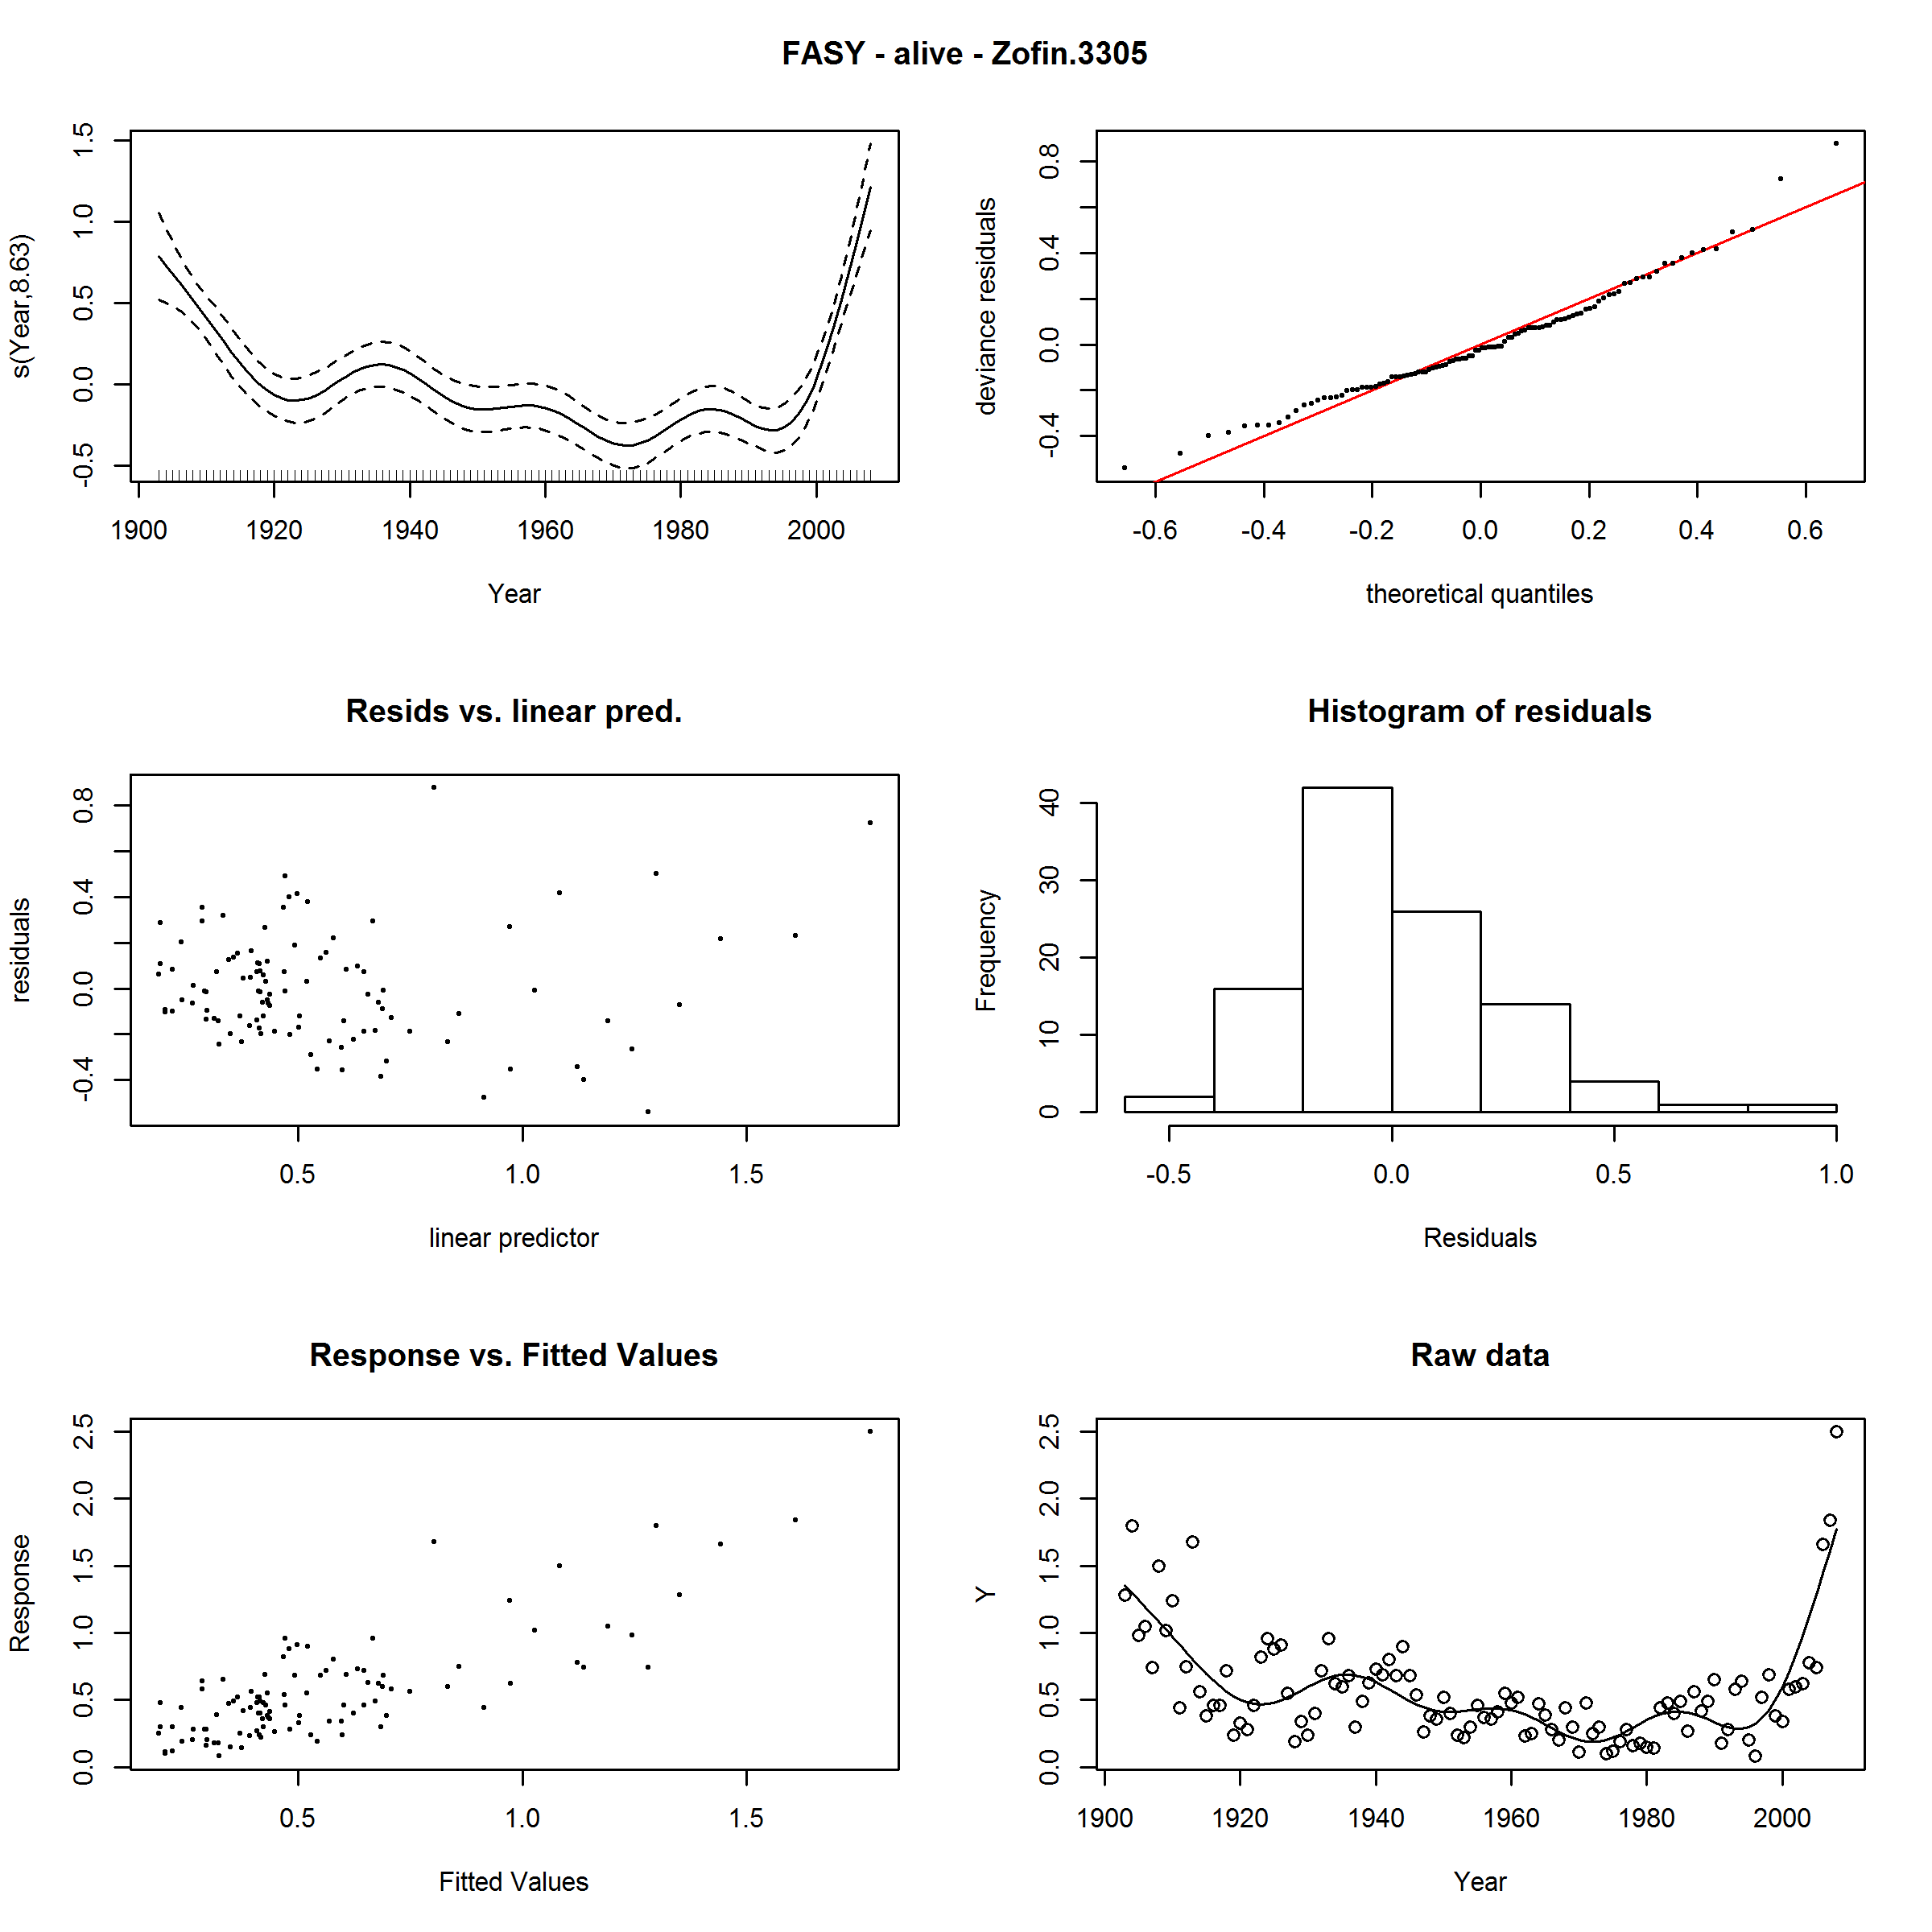 FASY - alive - Zofin.3305
s(Year,8.63)
-0.5 0.0 0.5 1.0 1.5
1900 1920 1940 1960 1980 2000
Year
deviance residuals
-0.4 0.0 0.4 0.8
-0.6 -0.4 -0.2 0.0 0.2 0.4 0.6
theoretical quantiles
Resids vs. linear pred.
residuals
-0.4 0.0 0.4 0.8
0.5 1.0 1.5
linear predictor
Histogram of residuals
Frequency
0 10 20 30 40
-0.5 0.0 0.5 1.0
Residuals
Response vs. Fitted Values
Response
0.0 0.5 1.0 1.5 2.0 2.5
0.5 1.0 1.5
Fitted Values
Raw data
Y
0.0 0.5 1.0 1.5 2.0 2.5
1900 1920 1940 1960 1980 2000
Year